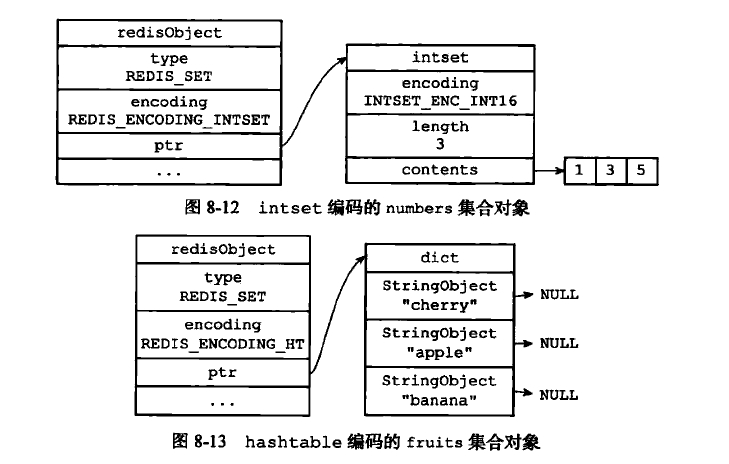 redisObject
type
REDIS_SET
encoding
REDIS_ENCODING_INTSET
ptr
...
intset
encoding
INTSET_ENC_INT16
length
3
contents
1 3 5
图 8-12 intset 编码的 numbers 集合对象
redisObject
type
REDIS_SET
encoding
REDIS_ENCODING_HT
ptr
...
dict
StringObject
"cherry"
NULL
StringObject
"apple"
NULL
StringObject
"banana"
NULL
图 8-13 hashtable 编码的 fruits 集合对象